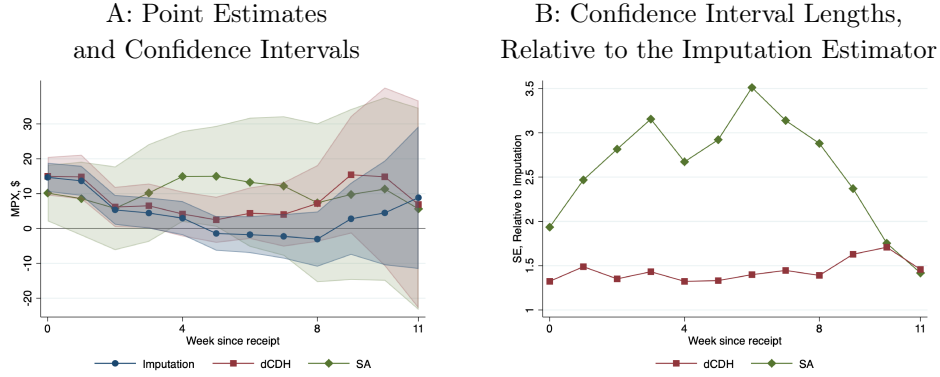 A: Point Estimates
and Confidence Intervals
MPX, $
30
20
10
0
-10
-20
0
4
8
11
Week since receipt
Imputation
dCDH
SA
B: Confidence Interval Lengths,
Relative to the Imputation Estimator
SE, Relative to Imputation
3.5
3
2.5
2
1.5
1
0
4
8
11
Week since receipt
dCDH
SA